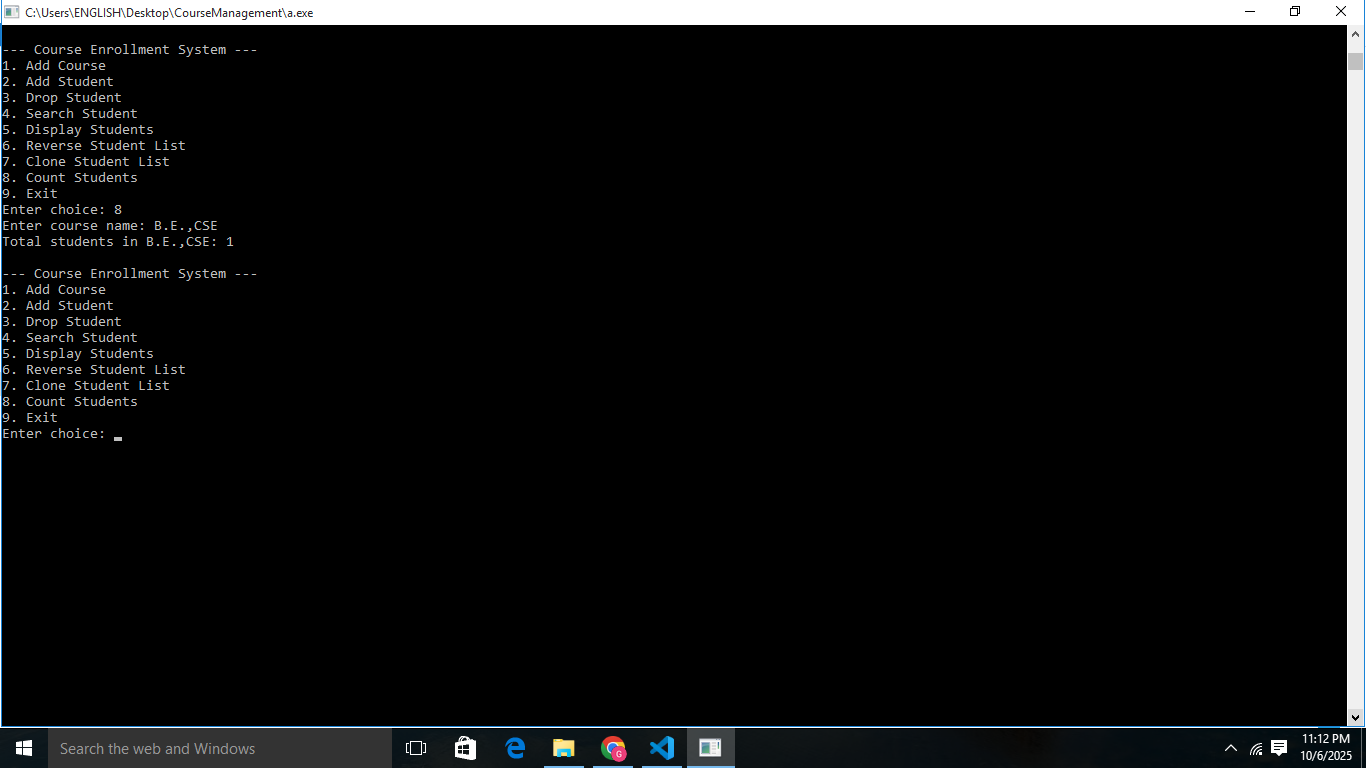 C:\Users\ENGLISH\Desktop\CourseManagement\a.exe
--- Course Enrollment System ---
1. Add Course
2. Add Student
3. Drop Student
4. Search Student
5. Display Students
6. Reverse Student List
7. Clone Student List
8. Count Students
9. Exit
Enter choice: 8
Enter course name: B.E.,CSE
Total students in B.E.,CSE: 1
--- Course Enrollment System ---
1. Add Course
2. Add Student
3. Drop Student
4. Search Student
5. Display Students
6. Reverse Student List
7. Clone Student List
8. Count Students
9. Exit
Enter choice:
Search the web and Windows
G
11:12 PM
10/6/2025